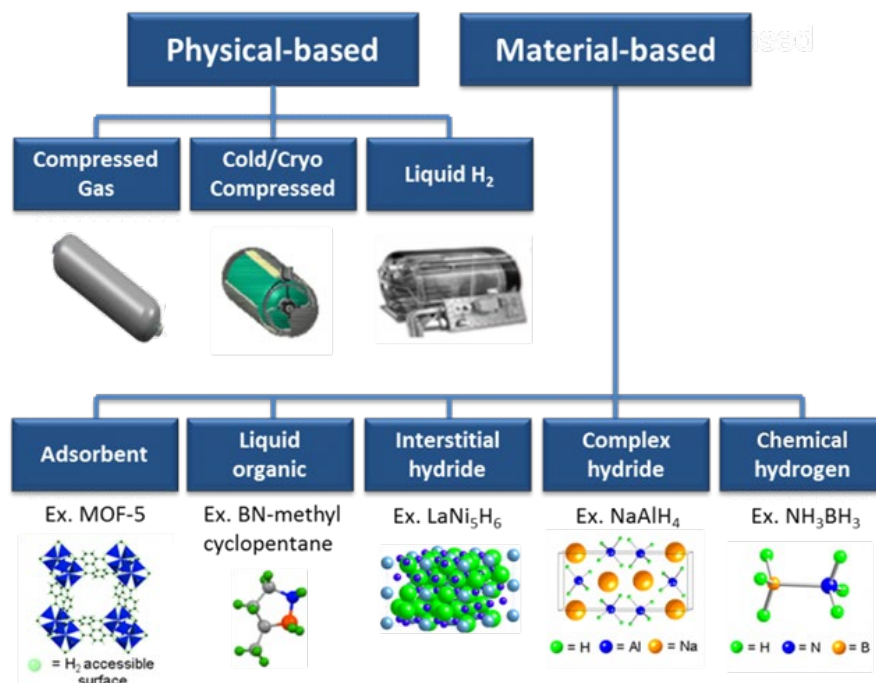 Physical-based
Material-based
Compressed
Gas
Cold/Cryo
Compressed
Liquid H₂
Adsorbent
Liquid
organic
Interstitial
hydride
Complex
hydride
Chemical
hydrogen
Ex. MOF-5
Ex. BN-methyl
cyclopentane
Ex. LaNi₅H₆
Ex. NaAlH₄
Ex. NH₃BH₃
= H₂ accessible
surface
= H = Al = Na
= H = N = B